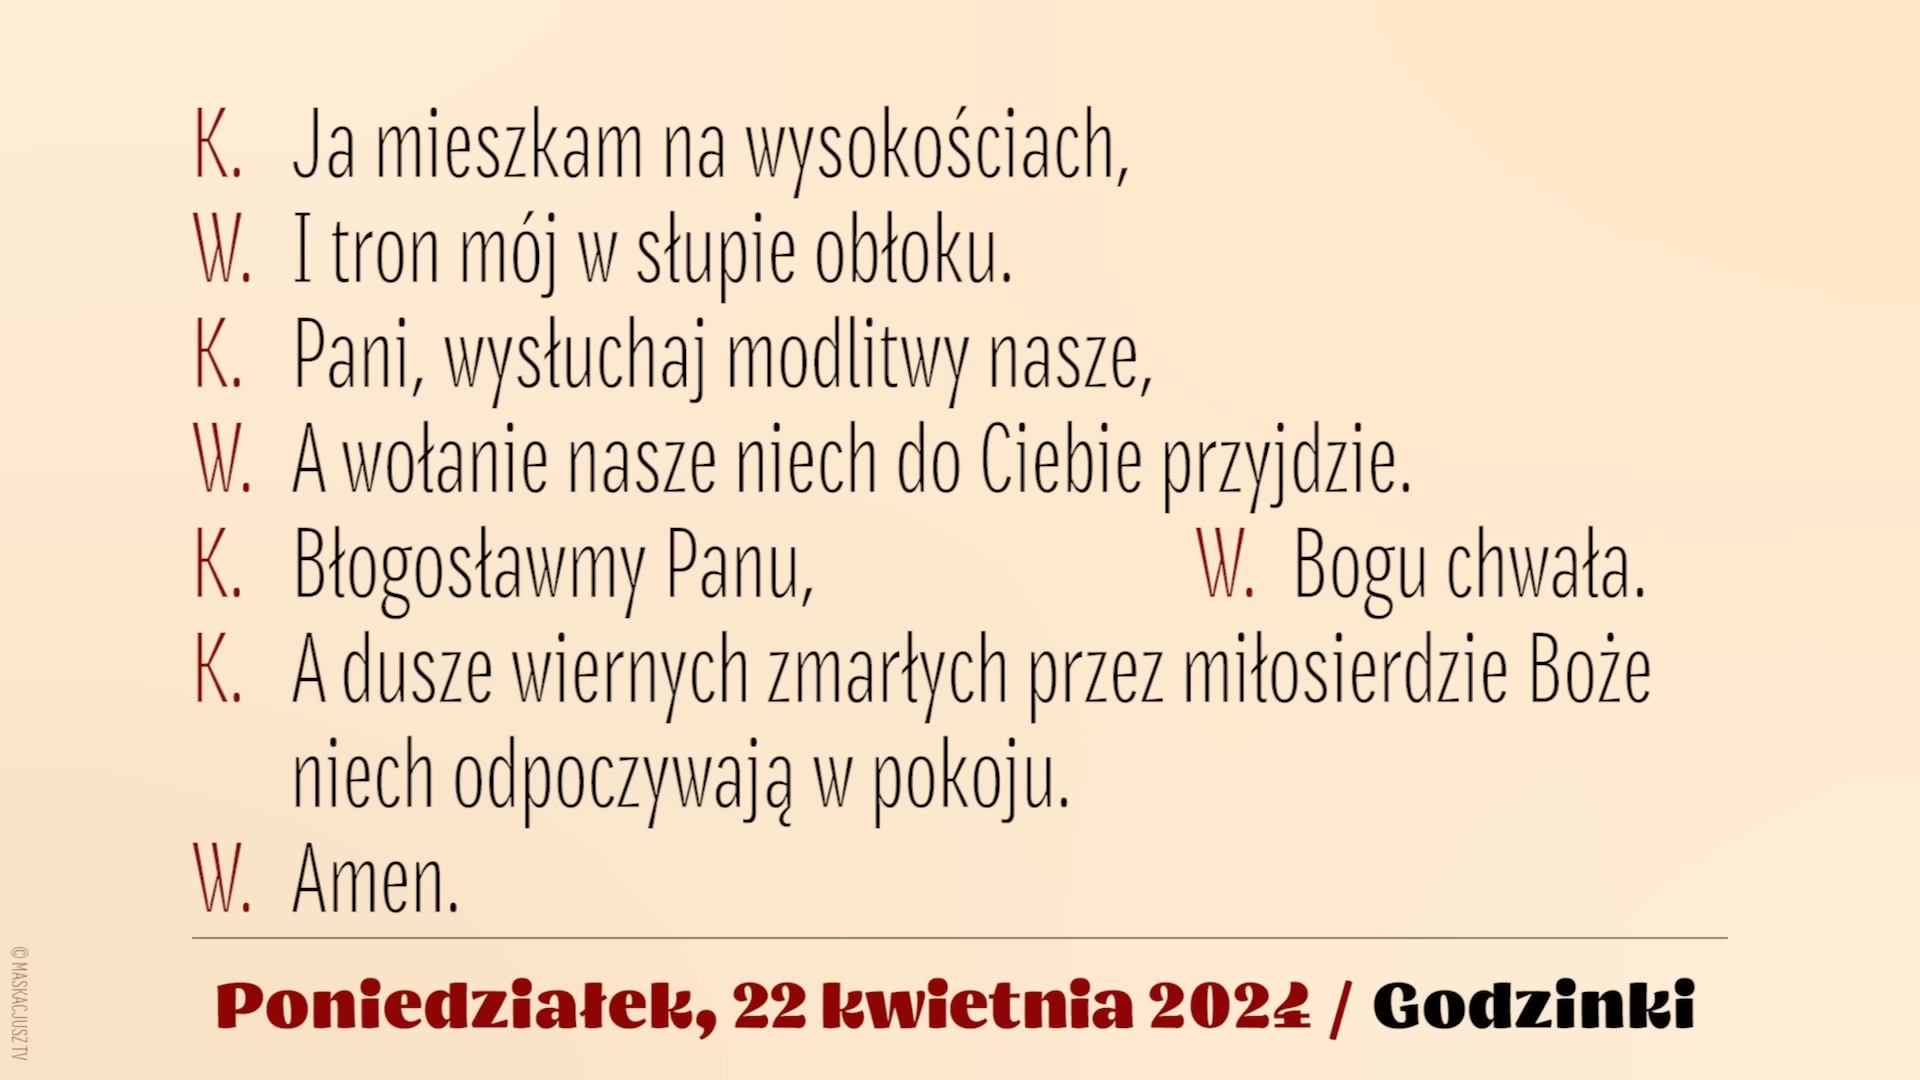 K. Ja mieszkam na wysokościach,
W. I tron mój w słupie obłoku.
K. Pani, wysłuchaj modlitwy nasze,
W. A wołanie nasze niech do Ciebie przyjdzie.
K. Błogosławmy Panu, W. Bogu chwała.
K. A dusze wiernych zmarłych przez miłosierdzie Boże
niech odpoczywają w pokoju.
W. Amen.
Poniedziałek, 22 kwietnia 2024 / Godzinki
© MASKACJUSZ TV